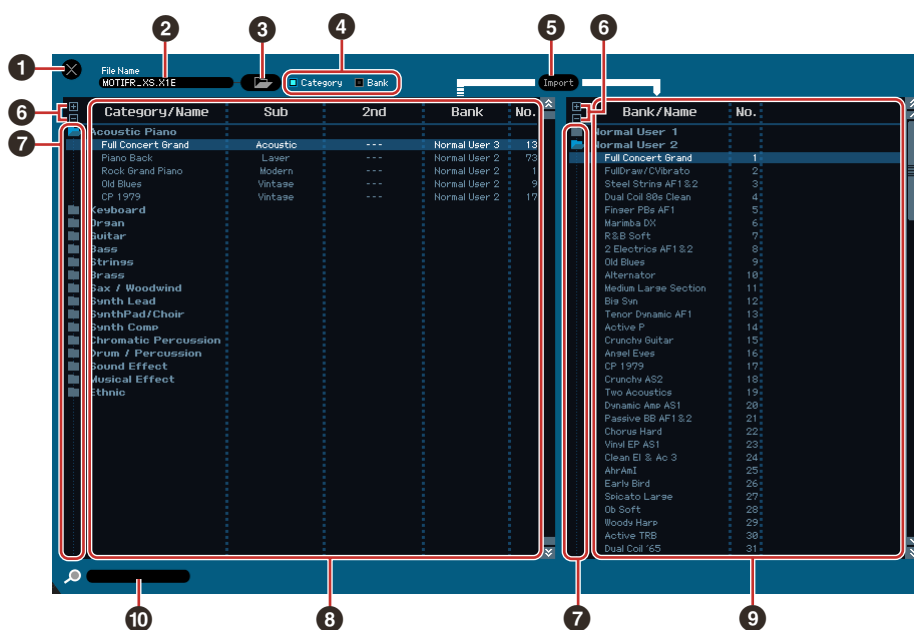 2 3 4 5 6
1
File Name
MOTIFR_XS.X1E
Category Bank
Import
6
7
Category/Name Sub 2nd Bank No.
Acoustic Piano
Full Concert Grand Acoustic --- Normal User 3 13
Piano Back Layer --- Normal User 2 73
Rock Grand Piano Modern --- Normal User 2 1
Old Blues Vintage --- Normal User 2 9
CP 1979 Vintage --- Normal User 2 17
Keyboard
Organ
Guitar
Bass
Strings
Brass
Sax / Woodwind
Synth Lead
SynthPad/Choir
Synth Comp
Chromatic Percussion
Drum / Percussion
Sound Effect
Musical Effect
Ethnic
Bank/Name No.
Normal User 1
Normal User 2
Full Concert Grand 1
FullDraw/CVibrato 2
Steel String AF1&2 3
Dual Coil 80s Clean 4
Finger PBs AF1 5
Marimba DX 6
R&B Soft 7
2 Electrics AF1&2 8
Old Blues 9
Alternator 10
Medium Large Section 11
Big Syn 12
Tenor Dynamic AF1 13
Active P 14
Crunchy Guitar 15
Angel Eyes 16
CP 1979 17
Crunchy AS2 18
Two Acoustics 19
Dynamic Amp AS1 20
Passive BB AF1&2 21
Chorus Hard 22
Vinyl EP AS1 23
Clean El & Ac 3 24
AhrAmI 25
Early Bird 26
Spicato Large 27
Ob Soft 28
Woody Harp 29
Active TRB 30
Dual Coil '65 31
10 8 7 9